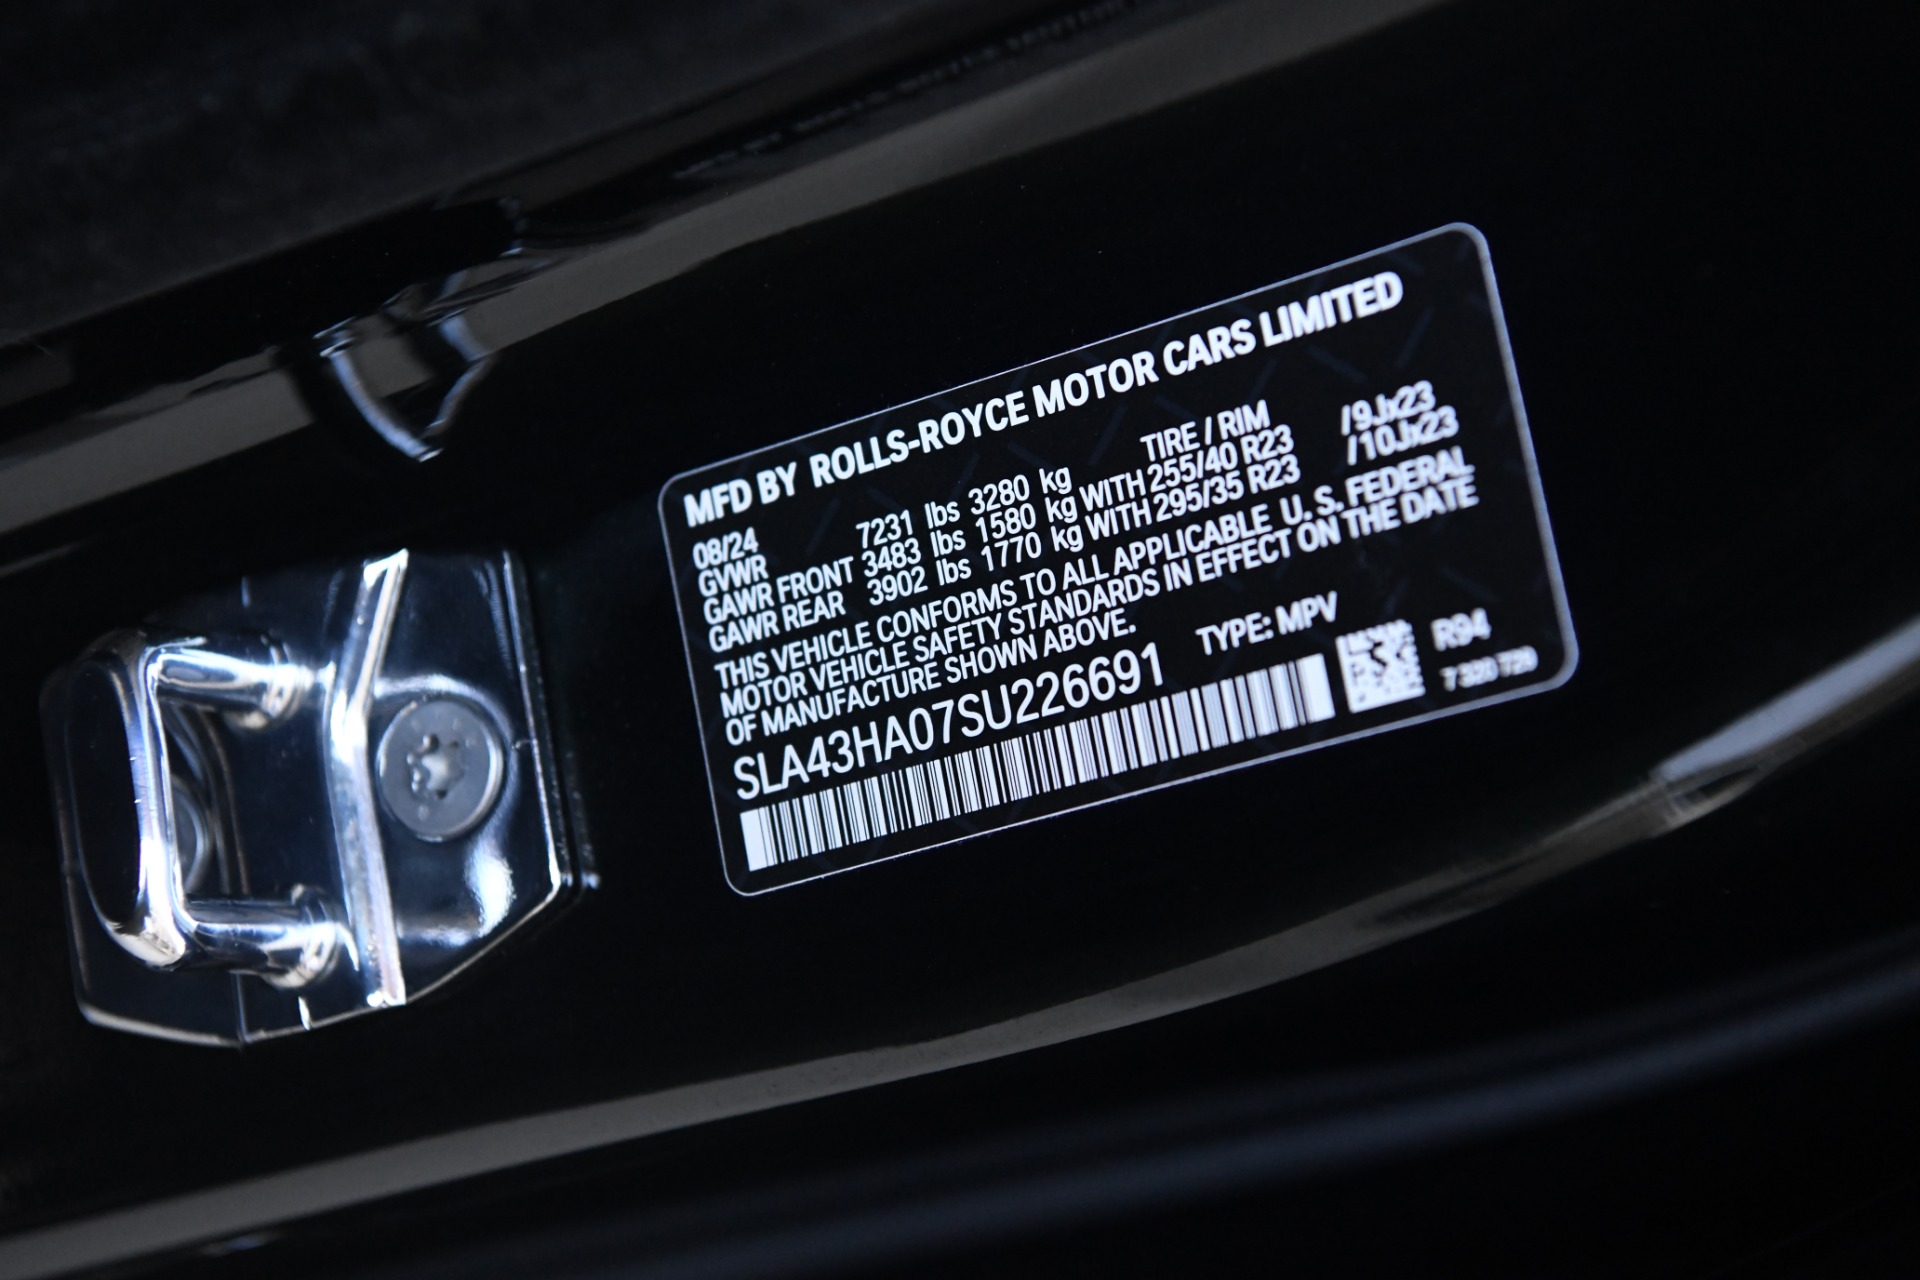 MFD BY ROLLS-ROYCE MOTOR CARS LIMITED
08/24 TIRE / RIM
GVWR 7231 lbs 3280 kg
GAWR FRONT 3483 lbs 1580 kg WITH 255/40 R23 /9Jx23
GAWR REAR 3902 lbs 1770 kg WITH 295/35 R23 /10Jx23
THIS VEHICLE CONFORMS TO ALL APPLICABLE U.S. FEDERAL
MOTOR VEHICLE SAFETY STANDARDS IN EFFECT ON THE DATE
OF MANUFACTURE SHOWN ABOVE.
SLA43HA07SU226691 TYPE: MPV
R94
7 320 729